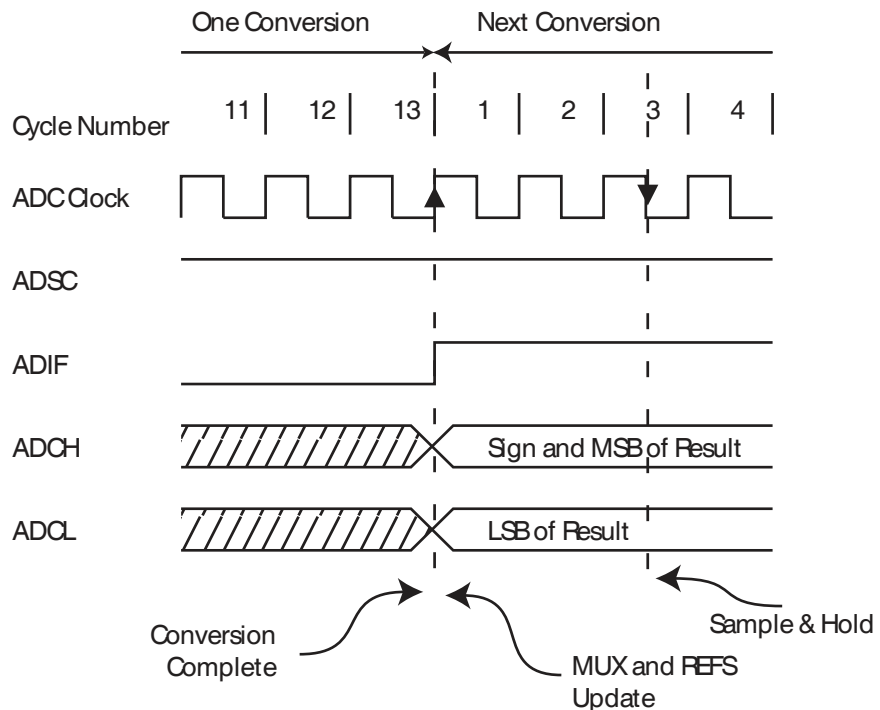 One Conversion
Next Conversion
Cycle Number
11 12 13 1 2 3 4
ADC Clock
ADSC
ADIF
ADCH
Sign and MSB of Result
ADCL
LSB of Result
Conversion
Complete
MUX and REFS
Update
Sample & Hold